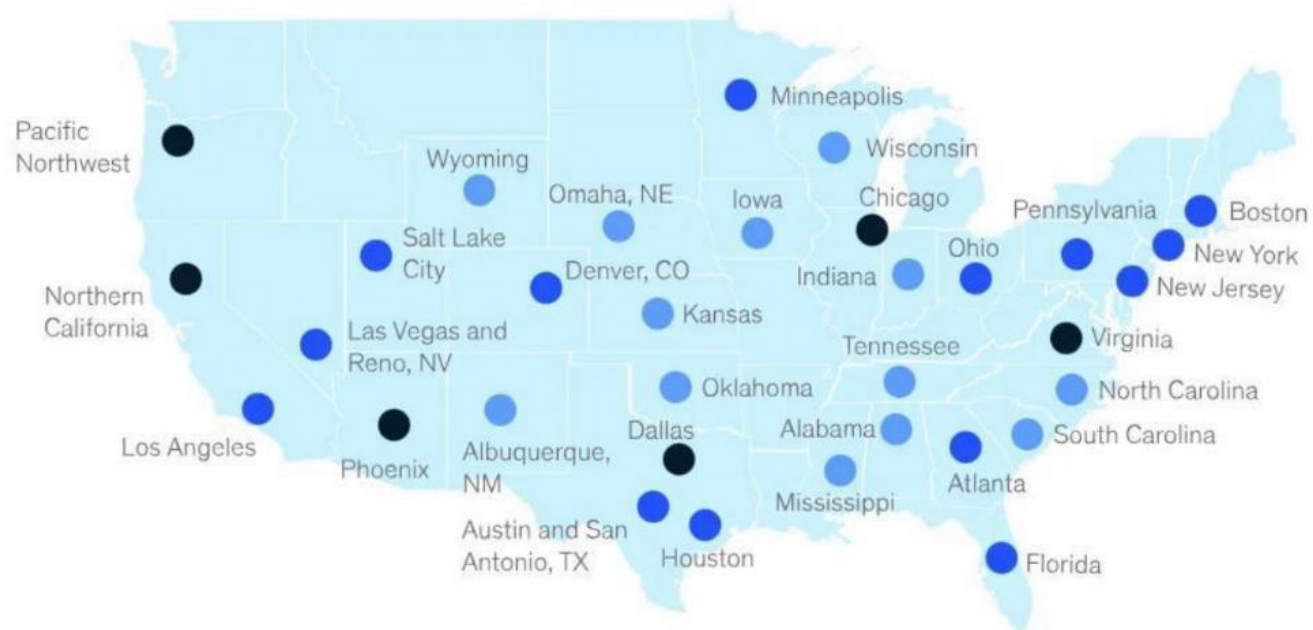 Minneapolis
Pacific
Northwest
Wisconsin
Wyoming
Omaha, NE
Iowa
Chicago
Pennsylvania
Boston
Salt Lake
City
Ohio
New York
Denver, CO
Indiana
New Jersey
Northern
California
Kansas
Las Vegas and
Reno, NV
Tennessee
Virginia
Oklahoma
North Carolina
Dallas
Alabama
South Carolina
Los Angeles
Phoenix
Albuquerque,
NM
Atlanta
Mississippi
Austin and San
Antonio, TX
Houston
Florida